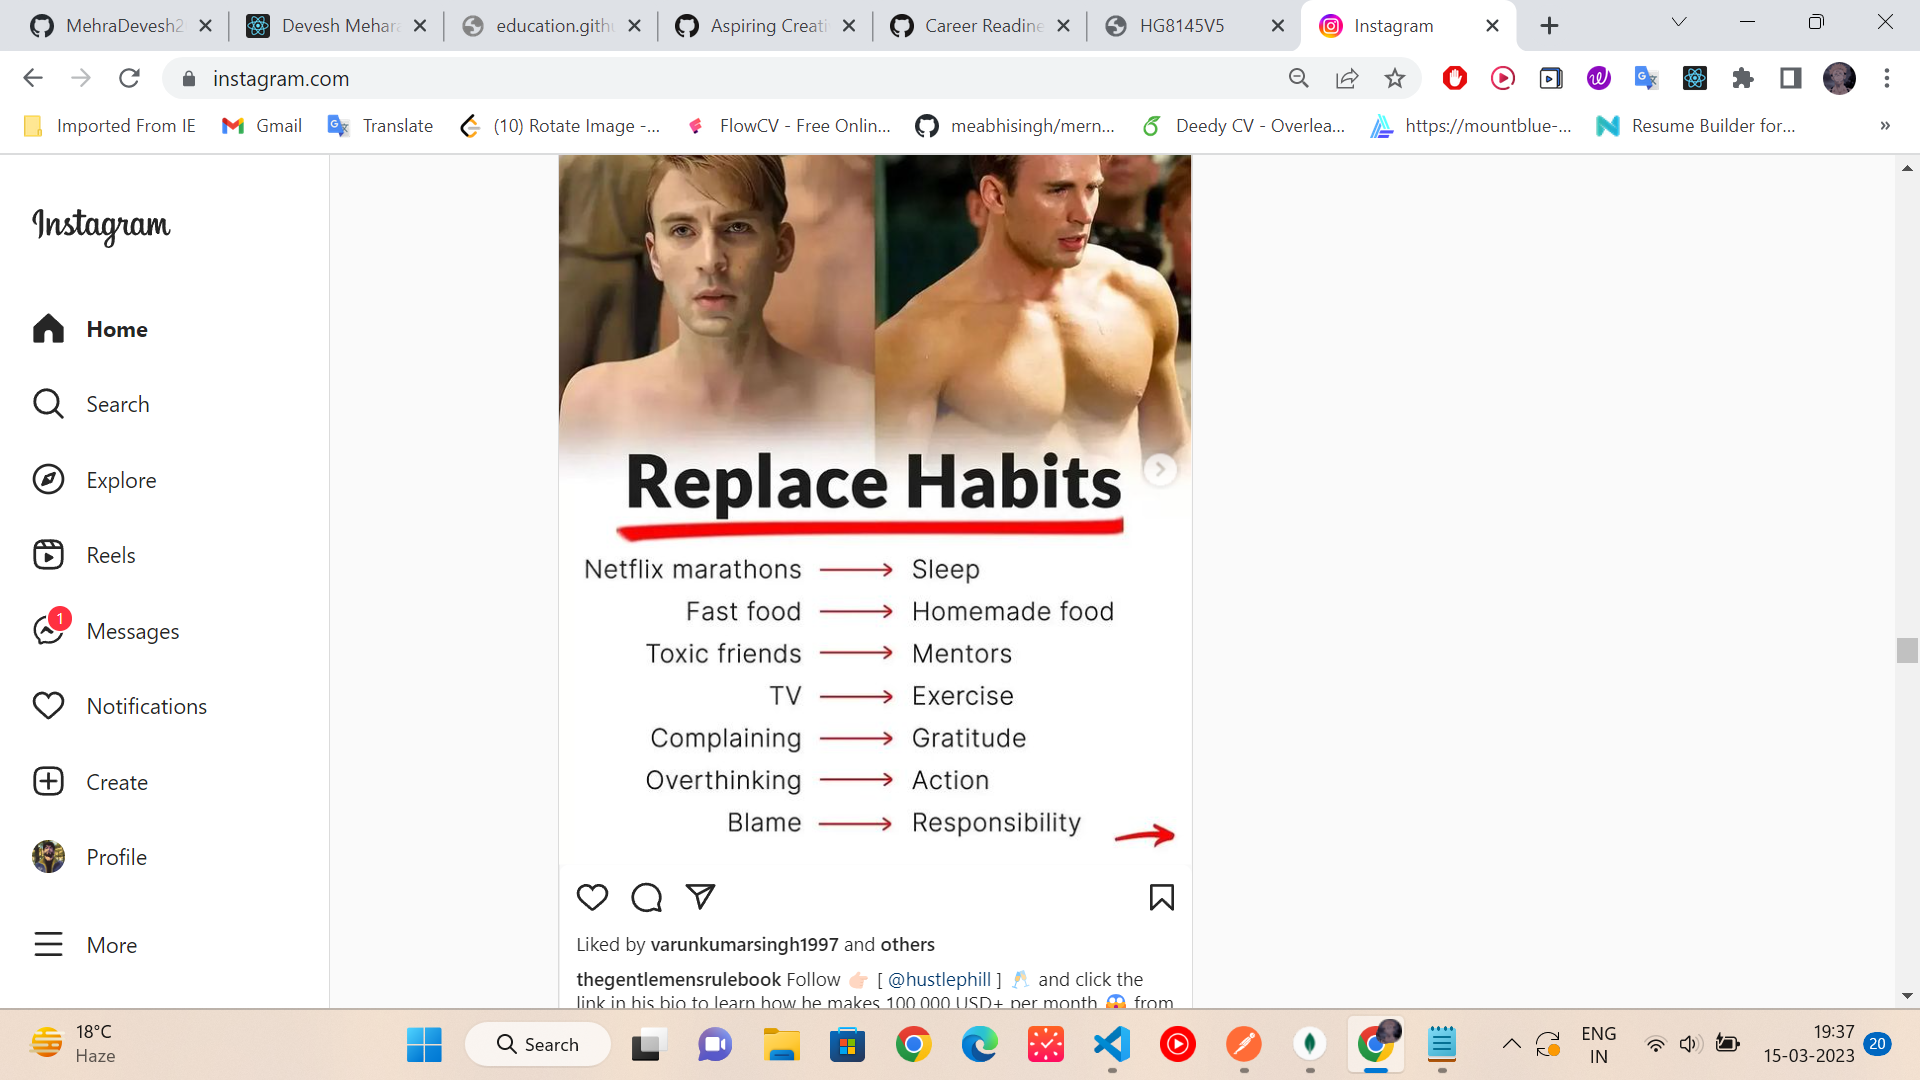 MehraDevesh2
Devesh Mehara
education.githu
Aspiring Creati
Career Readine
HG8145V5
Instagram
instagram.com
Imported From IE
Gmail
Translate
(10) Rotate Image -...
FlowCV - Free Onlin...
meabhisingh/mern...
Deedy CV - Overlea...
https://mountblue-...
Resume Builder for...
»
Instagram
Home
Search
Explore
Reels
1
Messages
Notifications
Create
Profile
More
Replace Habits
Netflix marathons → Sleep
Fast food → Homemade food
Toxic friends → Mentors
TV → Exercise
Complaining → Gratitude
Overthinking → Action
Blame → Responsibility
Liked by varunkumarsingh1997 and others
thegentlemensrulebook Follow 👉🏻 [ @hustlephill ] 🥂 and click the
link in his bio to learn how he makes 100,000 USD+ per month 😱 from
18°C
Haze
Search
ENG
IN
19:37
15-03-2023
20